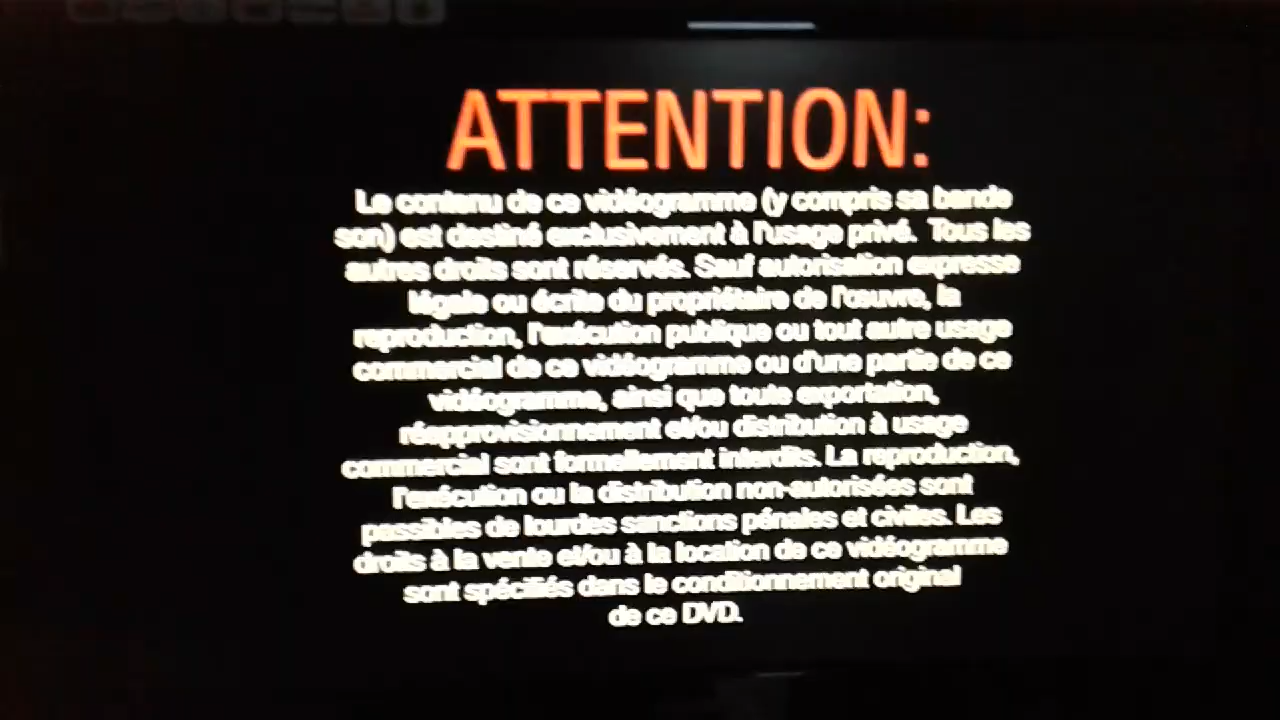 ATTENTION:
Le contenu de ce vidéogramme (y compris sa bande
son) est destiné exclusivement à l'usage privé. Tous les
autres droits sont réservés. Sauf autorisation expresse
légale ou écrite du propriétaire de l'œuvre, la
reproduction, l'exécution publique ou tout autre usage
commercial de ce vidéogramme ou d'une partie de ce
vidéogramme, ainsi que toute exportation,
réapprovisionnement et/ou distribution à usage
commercial sont formellement interdits. La reproduction,
l'exécution ou la distribution non-autorisées sont
passibles de lourdes sanctions pénales et civiles. Les
droits à la vente et/ou à la location de ce vidéogramme
sont spécifiés dans le conditionnement original
de ce DVD.